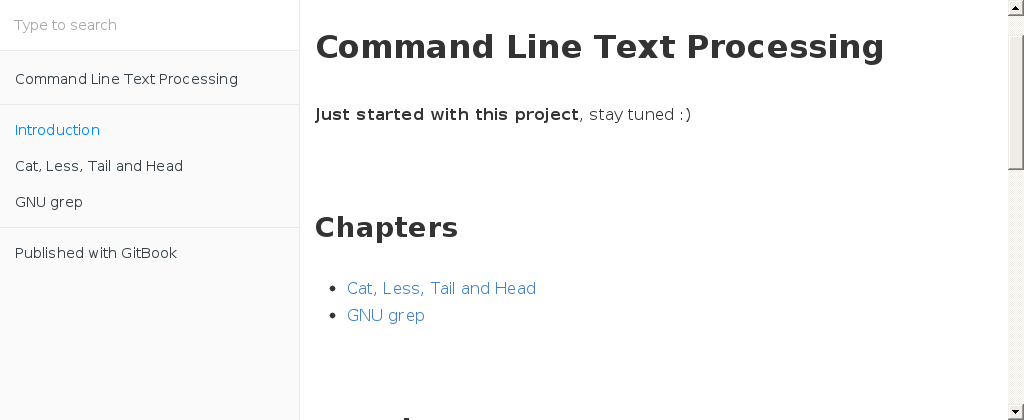 Type to search
Command Line Text Processing
Introduction
Cat, Less, Tail and Head
GNU grep
Published with GitBook
Command Line Text Processing
Just started with this project, stay tuned :)
Chapters
Cat, Less, Tail and Head
GNU grep